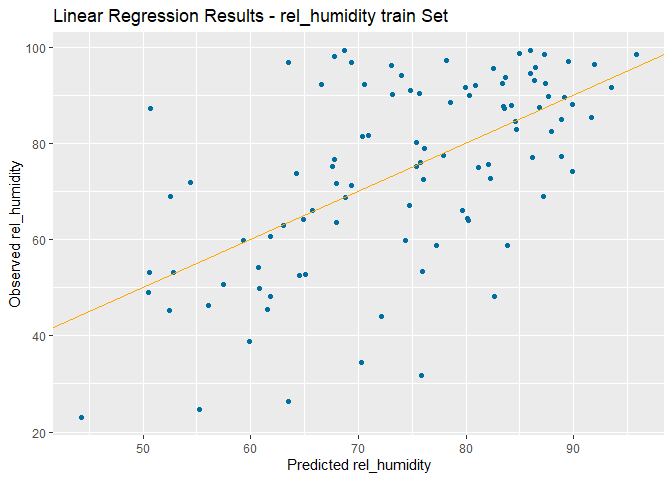 Linear Regression Results - rel_humidity train Set
Observed rel_humidity
100
80
60
40
20
50 60 70 80 90
Predicted rel_humidity